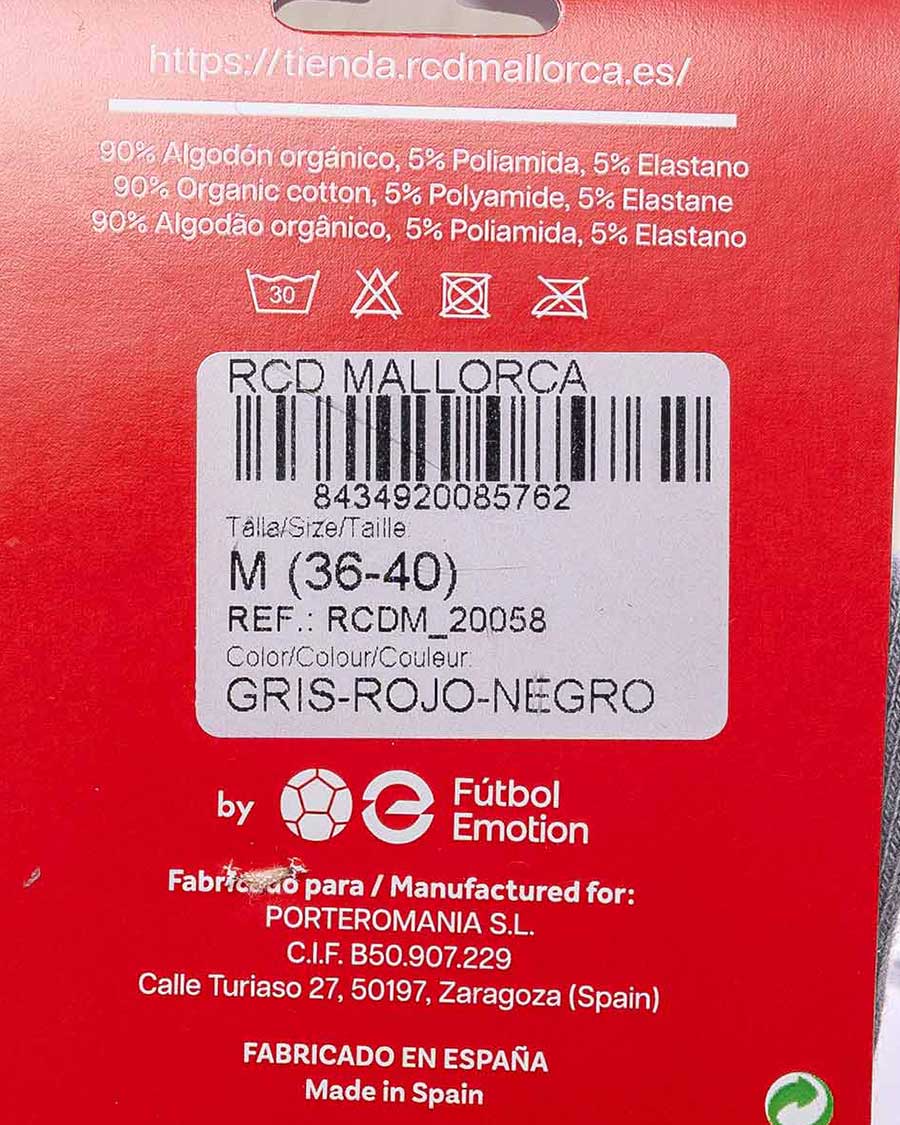 https://tienda.rcdmallorca.es/
90% Algodón orgánico, 5% Poliamida, 5% Elastano
90% Organic cotton, 5% Polyamide, 5% Elastane
90% Algodão orgânico, 5% Poliamida, 5% Elastano
30
RCD MALLORCA
8434920085762
Talla/Size/Taille:
M (36-40)
REF.: RCDM_20058
Color/Colour/Couleur:
GRIS-ROJO-NEGRO
by Fútbol
Emotion
Fabricado para / Manufactured for:
PORTEROMANIA S.L.
C.I.F. B50.907.229
Calle Turiaso 27, 50197, Zaragoza (Spain)
FABRICADO EN ESPAÑA
Made in Spain